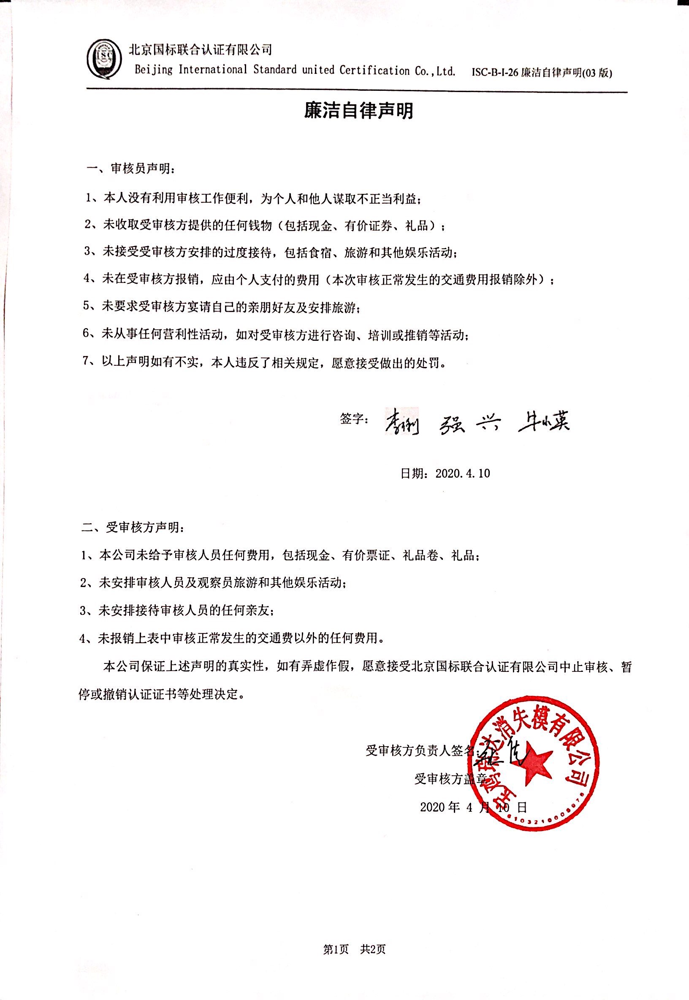 ISC
北京国标联合认证有限公司
Beijing International Standard united Certification Co.,Ltd. ISC-B-I-26 廉洁自律声明(03 版)
廉洁自律声明
一、审核员声明：
1、本人没有利用审核工作便利，为个人和他人谋取不正当利益；
2、未收取受审核方提供的任何钱物（包括现金、有价证券、礼品）；
3、未接受受审核方安排的过度接待，包括食宿、旅游和其他娱乐活动；
4、未在受审核方报销，应由个人支付的费用（本次审核正常发生的交通费用报销除外）；
5、未要求受审核方宴请自己的亲朋好友及安排旅游；
6、未从事任何营利性活动，如对受审核方进行咨询、培训或推销等活动；
7、以上声明如有不实，本人违反了相关规定，愿意接受做出的处罚。
签字： 李俐 强兴 牛小英
日期：2020.4.10
二、受审核方声明：
1、本公司未给予审核人员任何费用，包括现金、有价票证、礼品卷、礼品；
2、未安排审核人员及观察员旅游和其他娱乐活动；
3、未安排接待审核人员的任何亲友；
4、未报销上表中审核正常发生的交通费以外的任何费用。
本公司保证上述声明的真实性，如有弄虚作假，愿意接受北京国标联合认证有限公司中止审核、暂
停或撤销认证证书等处理决定。
受审核方负责人签名：
受审核方盖章
2020 年 4 月 10 日
宝鸡瑞达消失模有限公司
第1页 共2页